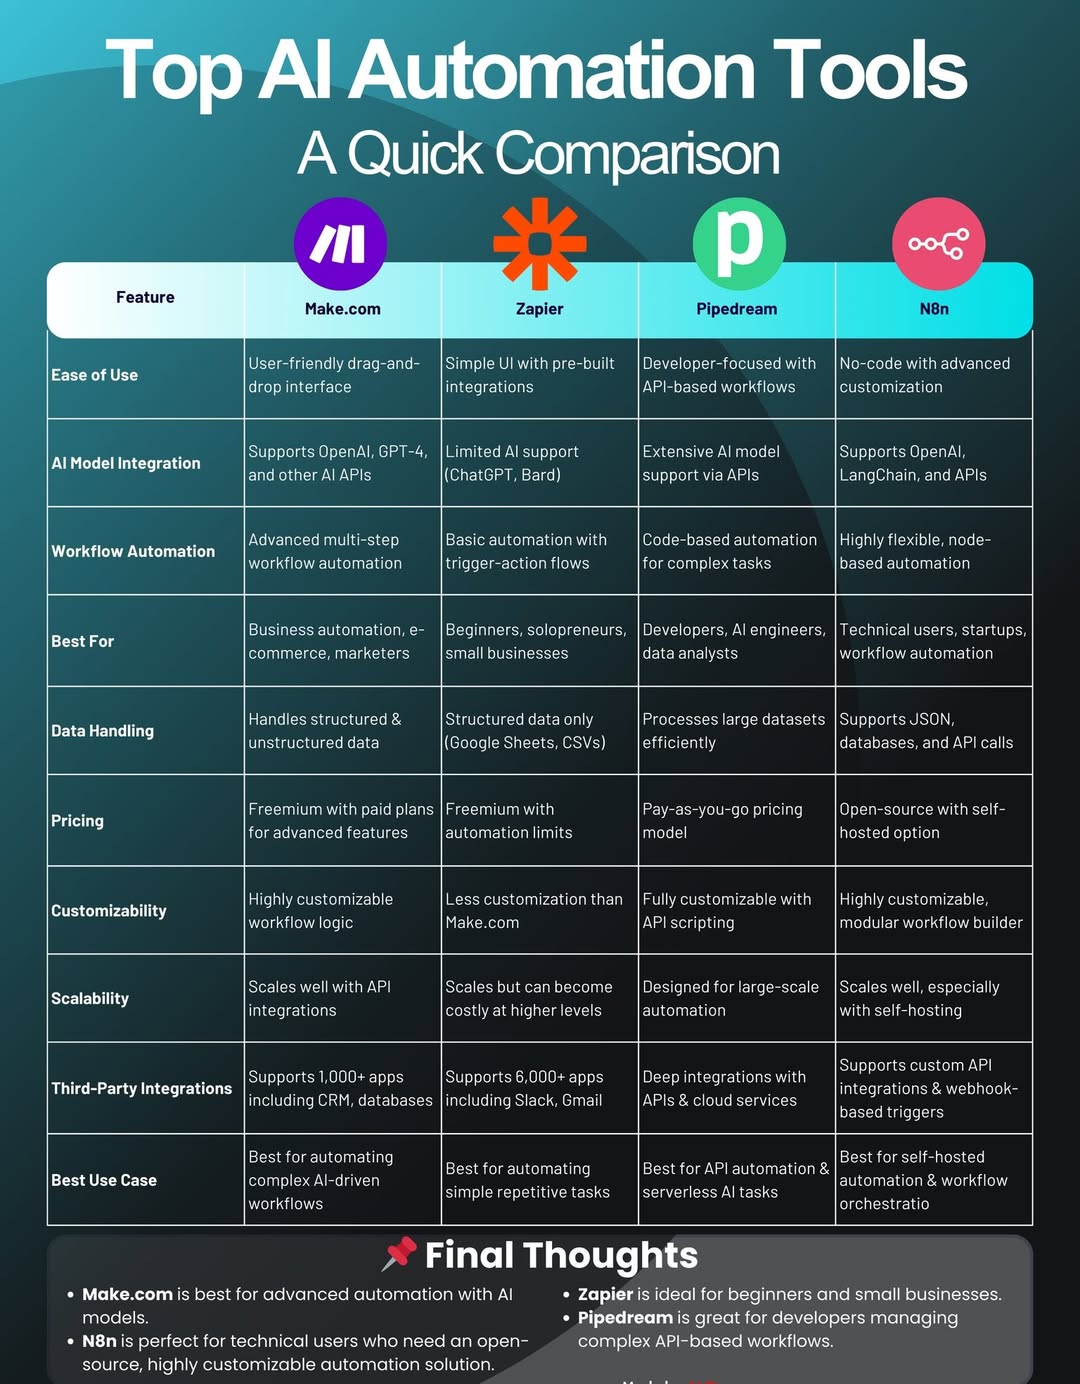 Top AI Automation Tools
A Quick Comparison
Feature
Make.com
Zapier
Pipedream
N8n
Ease of Use
User-friendly drag-and-
drop interface
Simple UI with pre-built
integrations
Developer-focused with
API-based workflows
No-code with advanced
customization
AI Model Integration
Supports OpenAI, GPT-4,
and other AI APIs
Limited AI support
(ChatGPT, Bard)
Extensive AI model
support via APIs
Supports OpenAI,
LangChain, and APIs
Workflow Automation
Advanced multi-step
workflow automation
Basic automation with
trigger-action flows
Code-based automation
for complex tasks
Highly flexible, node-
based automation
Best For
Business automation, e-
commerce, marketers
Beginners, solopreneurs,
small businesses
Developers, AI engineers,
data analysts
Technical users, startups,
workflow automation
Data Handling
Handles structured &
unstructured data
Structured data only
(Google Sheets, CSVs)
Processes large datasets
efficiently
Supports JSON,
databases, and API calls
Pricing
Freemium with paid plans
for advanced features
Freemium with
automation limits
Pay-as-you-go pricing
model
Open-source with self-
hosted option
Customizability
Highly customizable
workflow logic
Less customization than
Make.com
Fully customizable with
API scripting
Highly customizable,
modular workflow builder
Scalability
Scales well with API
integrations
Scales but can become
costly at higher levels
Designed for large-scale
automation
Scales well, especially
with self-hosting
Third-Party Integrations
Supports 1,000+ apps
including CRM, databases
Supports 6,000+ apps
including Slack, Gmail
Deep integrations with
APIs & cloud services
Supports custom API
integrations & webhook-
based triggers
Best Use Case
Best for automating
complex AI-driven
workflows
Best for automating
simple repetitive tasks
Best for API automation &
serverless AI tasks
Best for self-hosted
automation & workflow
orchestratio
Final Thoughts
• Make.com is best for advanced automation with AI
models.
• N8n is perfect for technical users who need an open-
source, highly customizable automation solution.
• Zapier is ideal for beginners and small businesses.
• Pipedream is great for developers managing
complex API-based workflows.